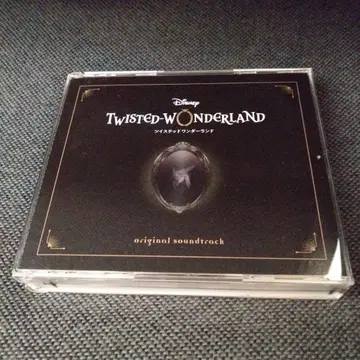 Disney
TWISTED-WONDERLAND
ツイステッドワンダーランド
original soundtrack